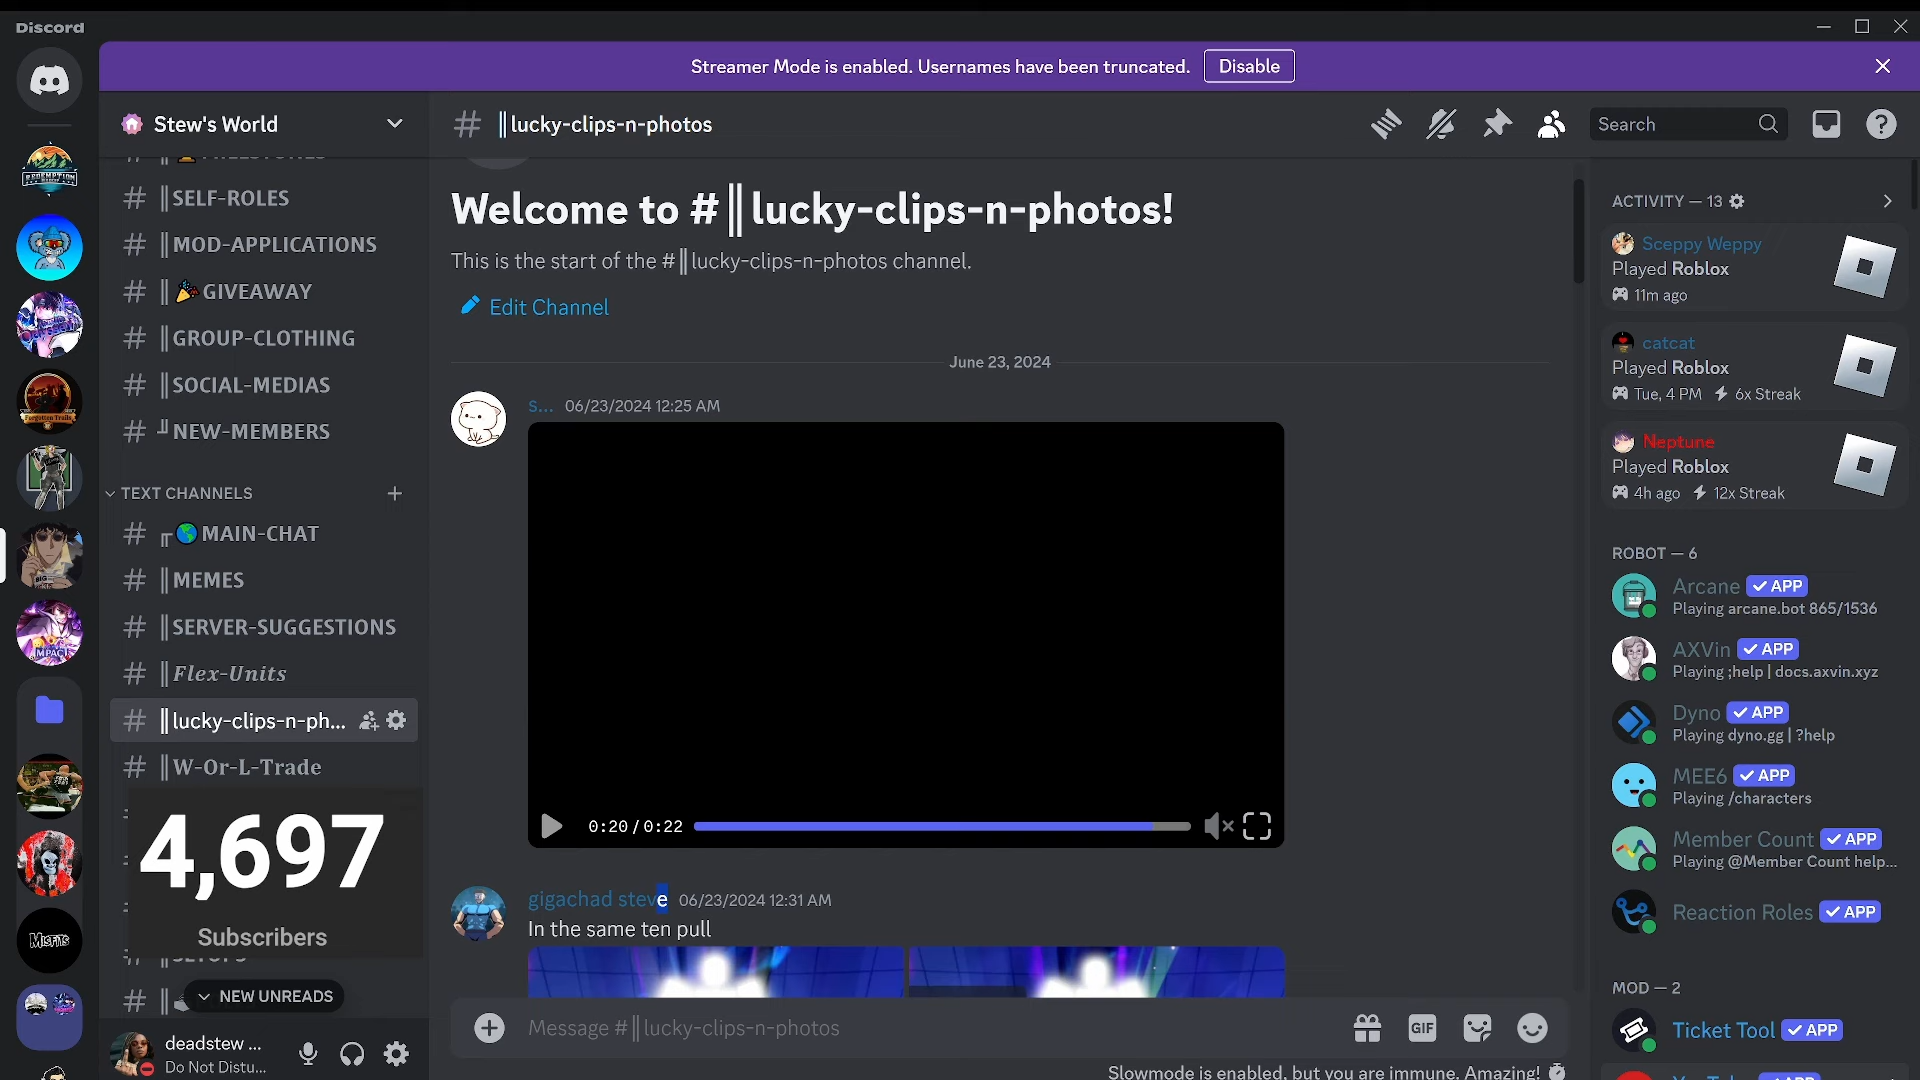 Discord
Streamer Mode is enabled. Usernames have been truncated.
Disable
Stew's World
SELF-ROLES
MOD-APPLICATIONS
GIVEAWAY
GROUP-CLOTHING
SOCIAL-MEDIAS
NEW-MEMBERS
TEXT CHANNELS
MAIN-CHAT
MEMES
SERVER-SUGGESTIONS
Flex-Units
lucky-clips-n-ph...
W-Or-L-Trade
4,697
Subscribers
NEW UNREADS
deadstew ...
Do Not Distu...
# ║lucky-clips-n-photos
Search
Welcome to #║lucky-clips-n-photos!
This is the start of the #║lucky-clips-n-photos channel.
Edit Channel
June 23, 2024
s... 06/23/2024 12:25 AM
0:20 / 0:22
gigachad steve 06/23/2024 12:31 AM
In the same ten pull
Message #║lucky-clips-n-photos
GIF
Slowmode is enabled, but you are immune. Amazing!
ACTIVITY — 13
Sceppy Weppy
Played Roblox
11m ago
catcat
Played Roblox
Tue, 4 PM 6x Streak
Neptune
Played Roblox
4h ago 12x Streak
ROBOT — 6
Arcane APP
Playing arcane.bot 865/1536
AXVin APP
Playing ;help | docs.axvin.xyz
Dyno APP
Playing dyno.gg | ?help
MEE6 APP
Playing /characters
Member Count APP
Playing @Member Count help...
Reaction Roles APP
MOD — 2
Ticket Tool APP